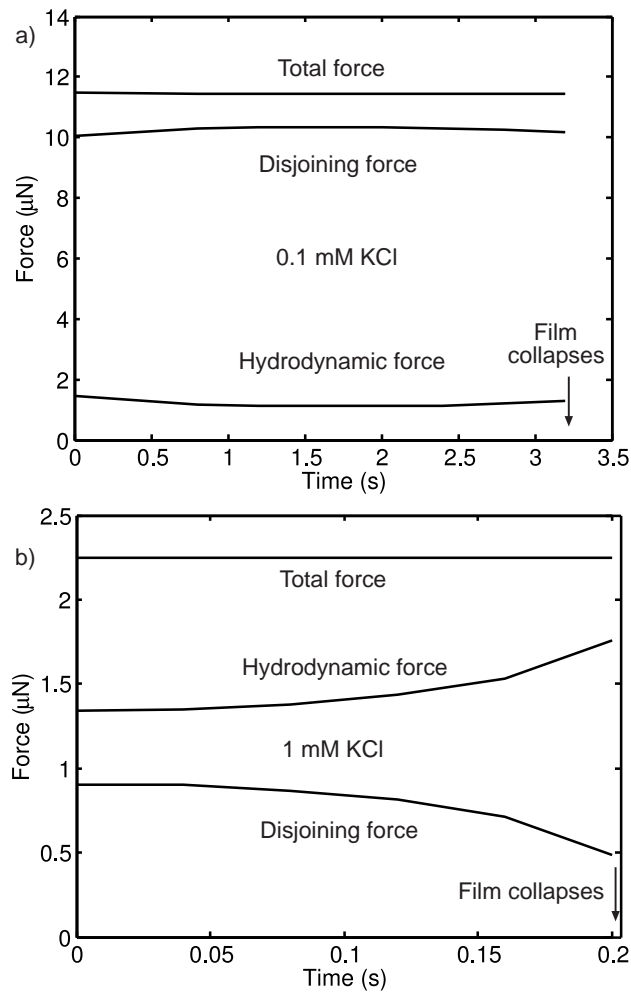 a)
14
12
10
8
6
4
2
0
Force (µN)
Total force
Disjoining force
0.1 mM KCl
Hydrodynamic force
Film
collapses
0 0.5 1 1.5 2 2.5 3 3.5
Time (s)
b)
2.5
2
1.5
1
0.5
0
Force (µN)
Total force
Hydrodynamic force
1 mM KCl
Disjoining force
Film collapses
0 0.05 0.1 0.15 0.2
Time (s)